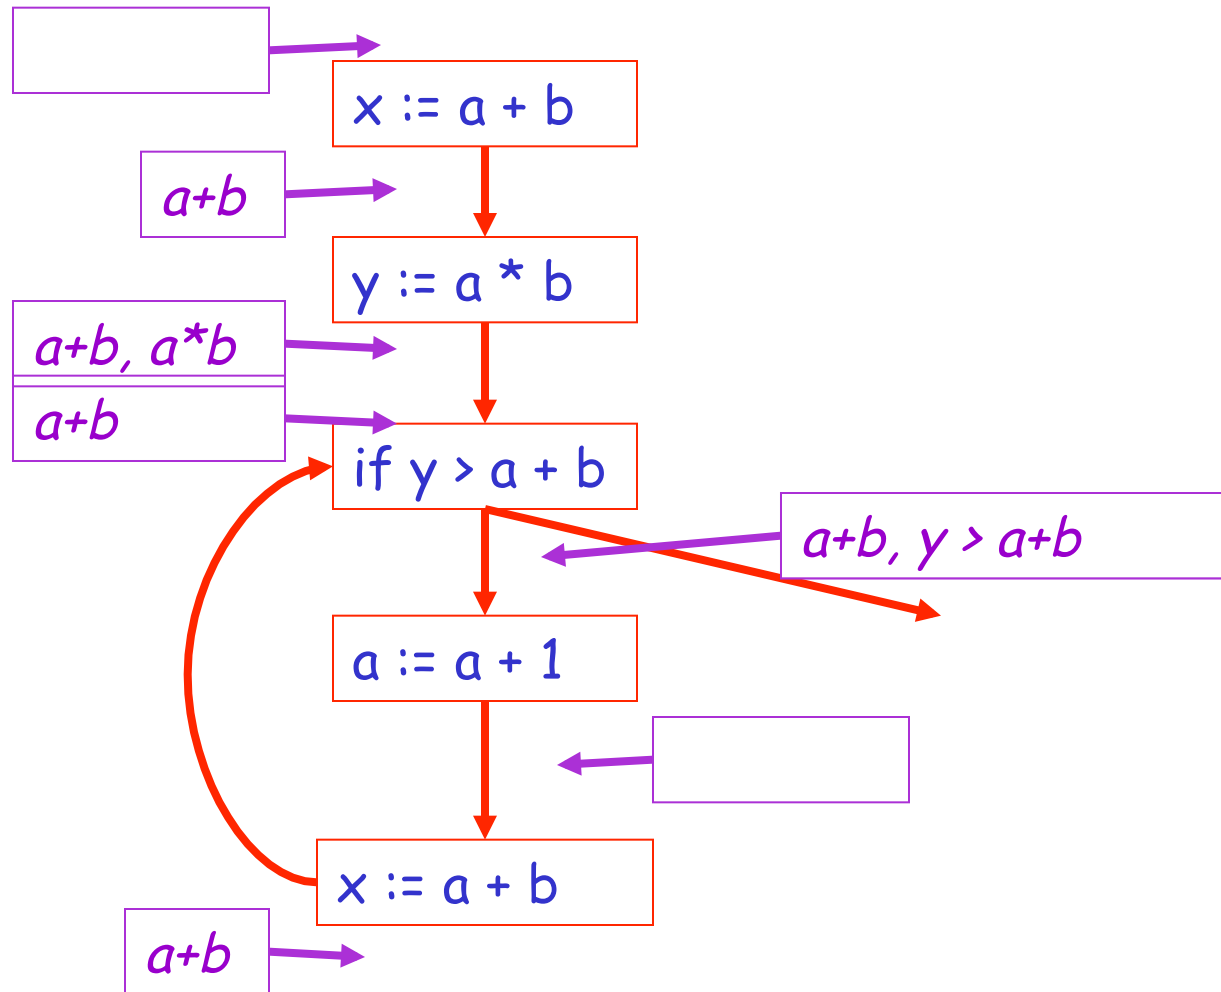 x := a + b
a+b
y := a * b
a+b, a*b
a+b
if y > a + b
a+b, y > a+b
a := a + 1
x := a + b
a+b